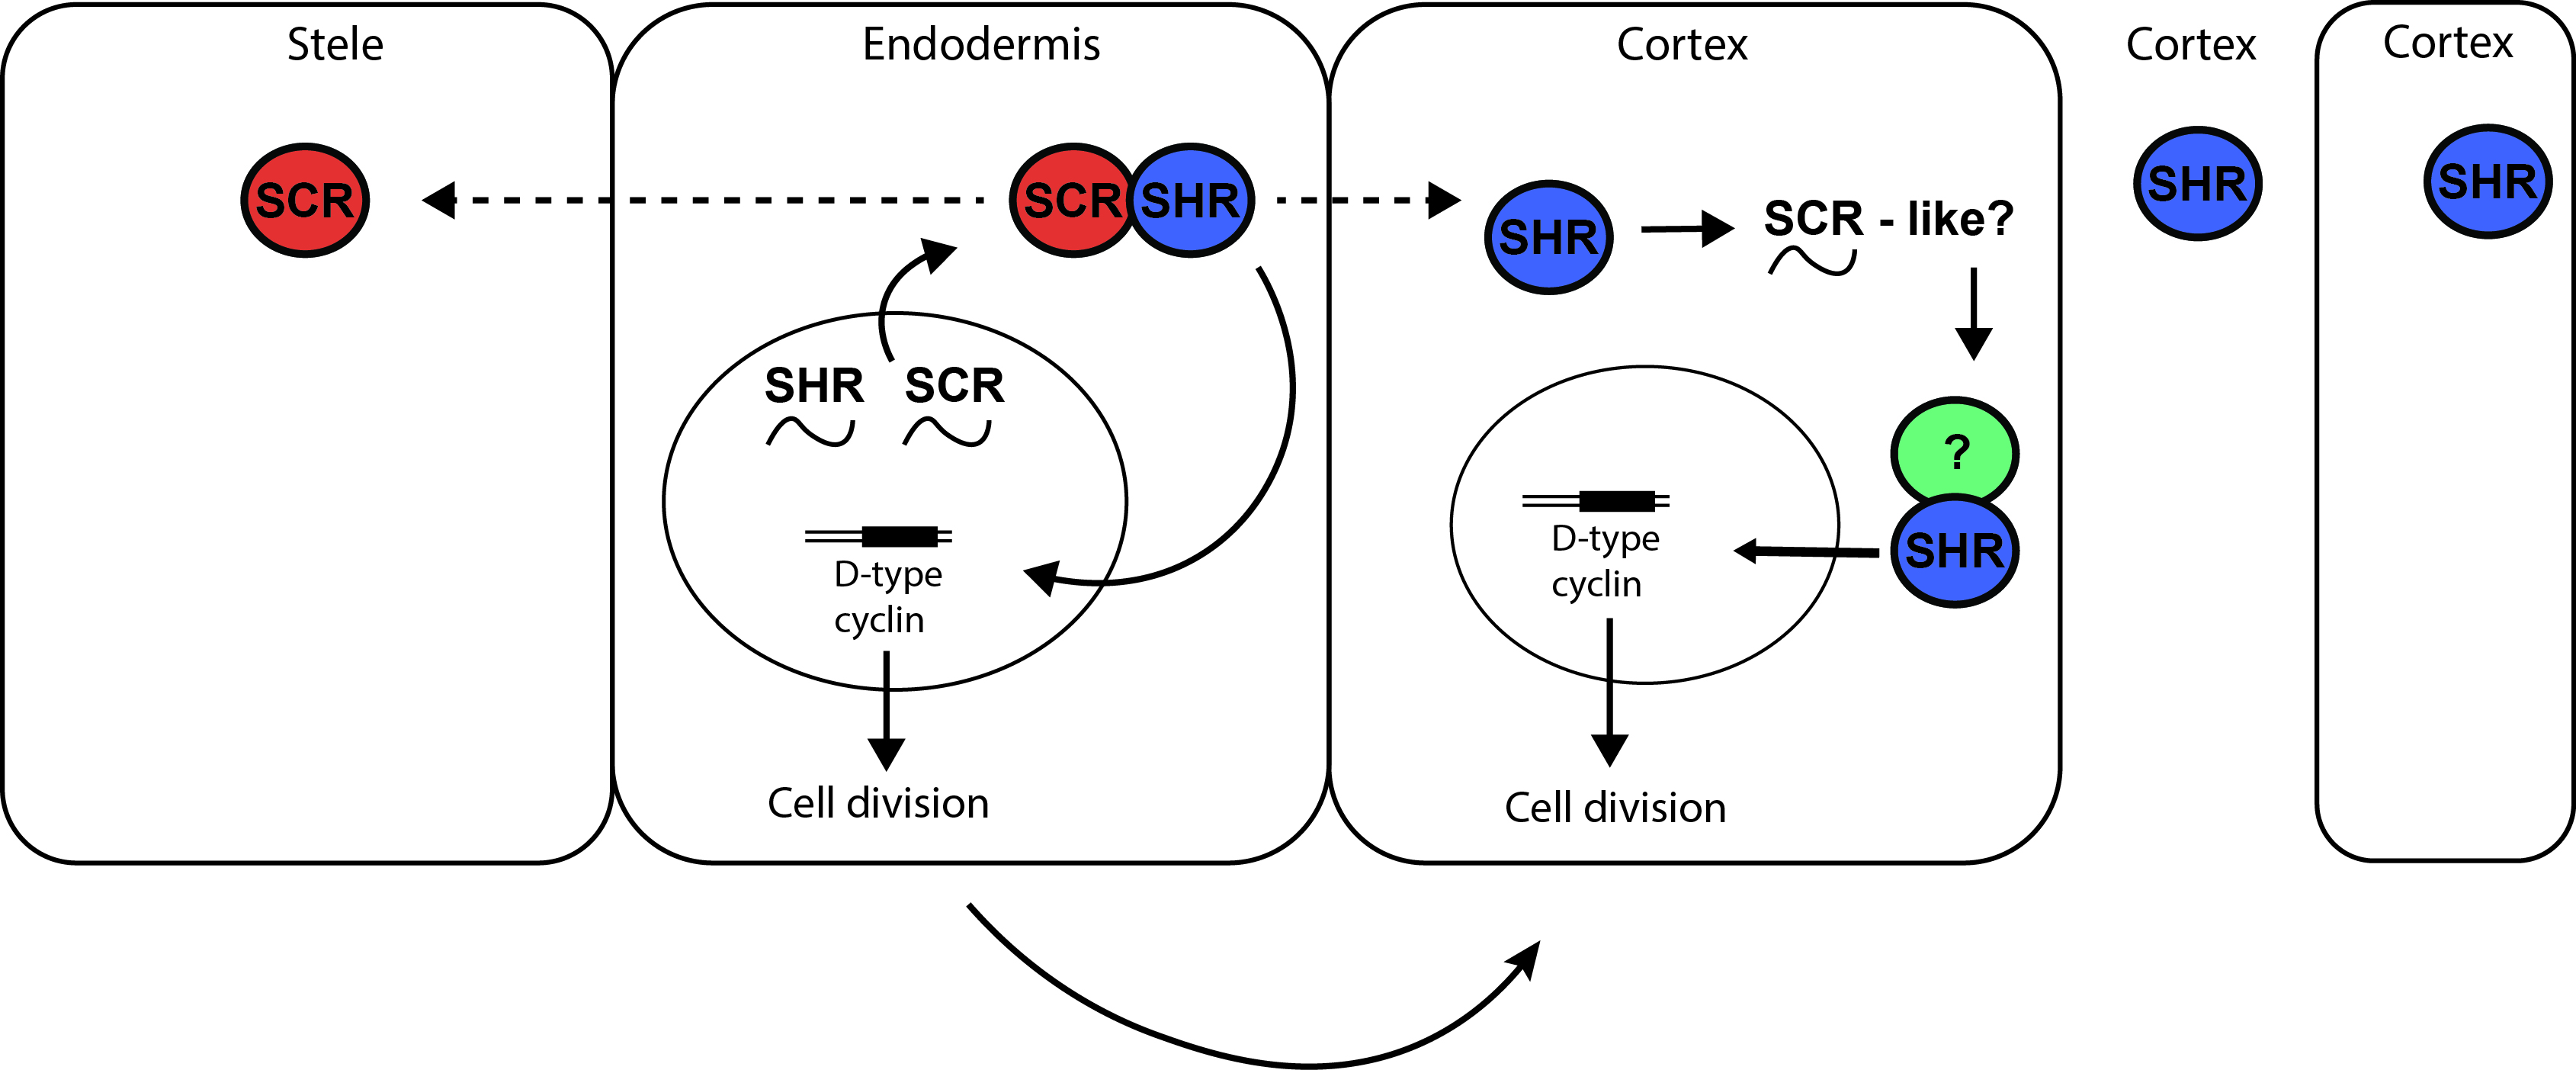 Stele
Endodermis
Cortex
Cortex
Cortex
SCR
SCR SHR
SHR
SCR - like?
SHR
SHR
SHR SCR
?
SHR
D-type
cyclin
D-type
cyclin
Cell division
Cell division